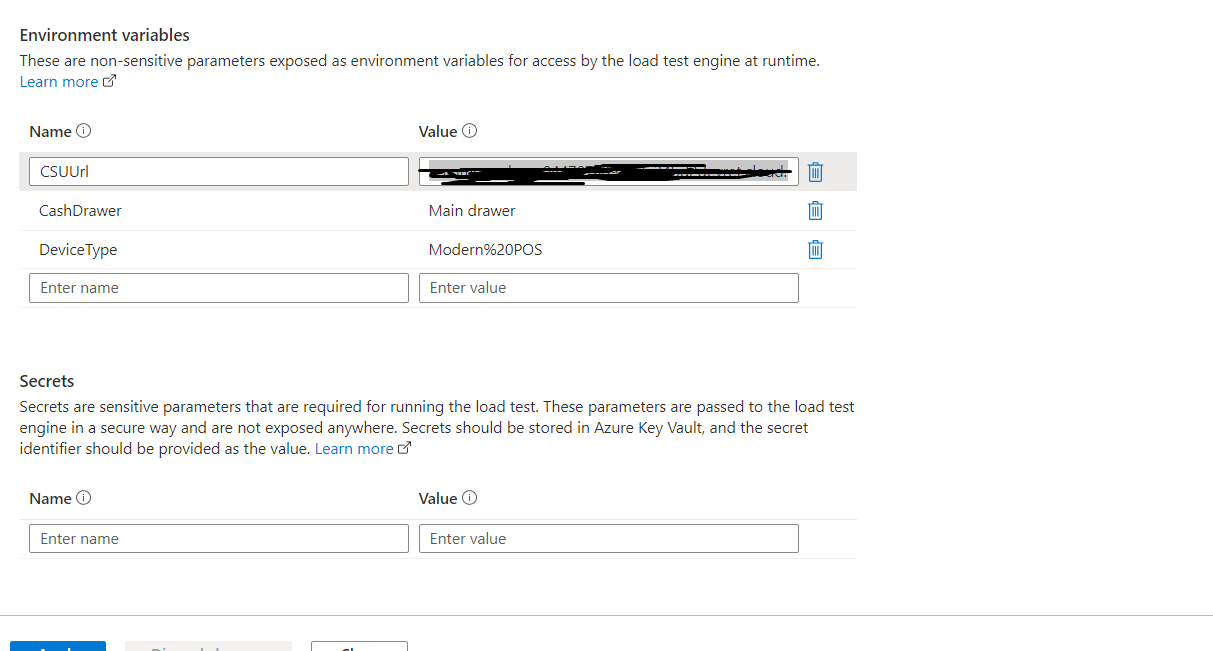 Environment variables
These are non-sensitive parameters exposed as environment variables for access by the load test engine at runtime.
Learn more
Name Value
CSUUrl
CashDrawer Main drawer
DeviceType Modern%20POS
Enter name Enter value
Secrets
Secrets are sensitive parameters that are required for running the load test. These parameters are passed to the load test
engine in a secure way and are not exposed anywhere. Secrets should be stored in Azure Key Vault, and the secret
identifier should be provided as the value. Learn more
Name Value
Enter name Enter value